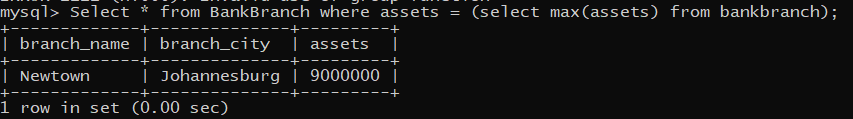 mysql> Select * from BankBranch where assets = (select max(assets) from bankbranch);
+-------------+--------------+---------+
| branch_name | branch_city  | assets  |
+-------------+--------------+---------+
| Newtown     | Johannesburg | 9000000 |
+-------------+--------------+---------+
1 row in set (0.00 sec)